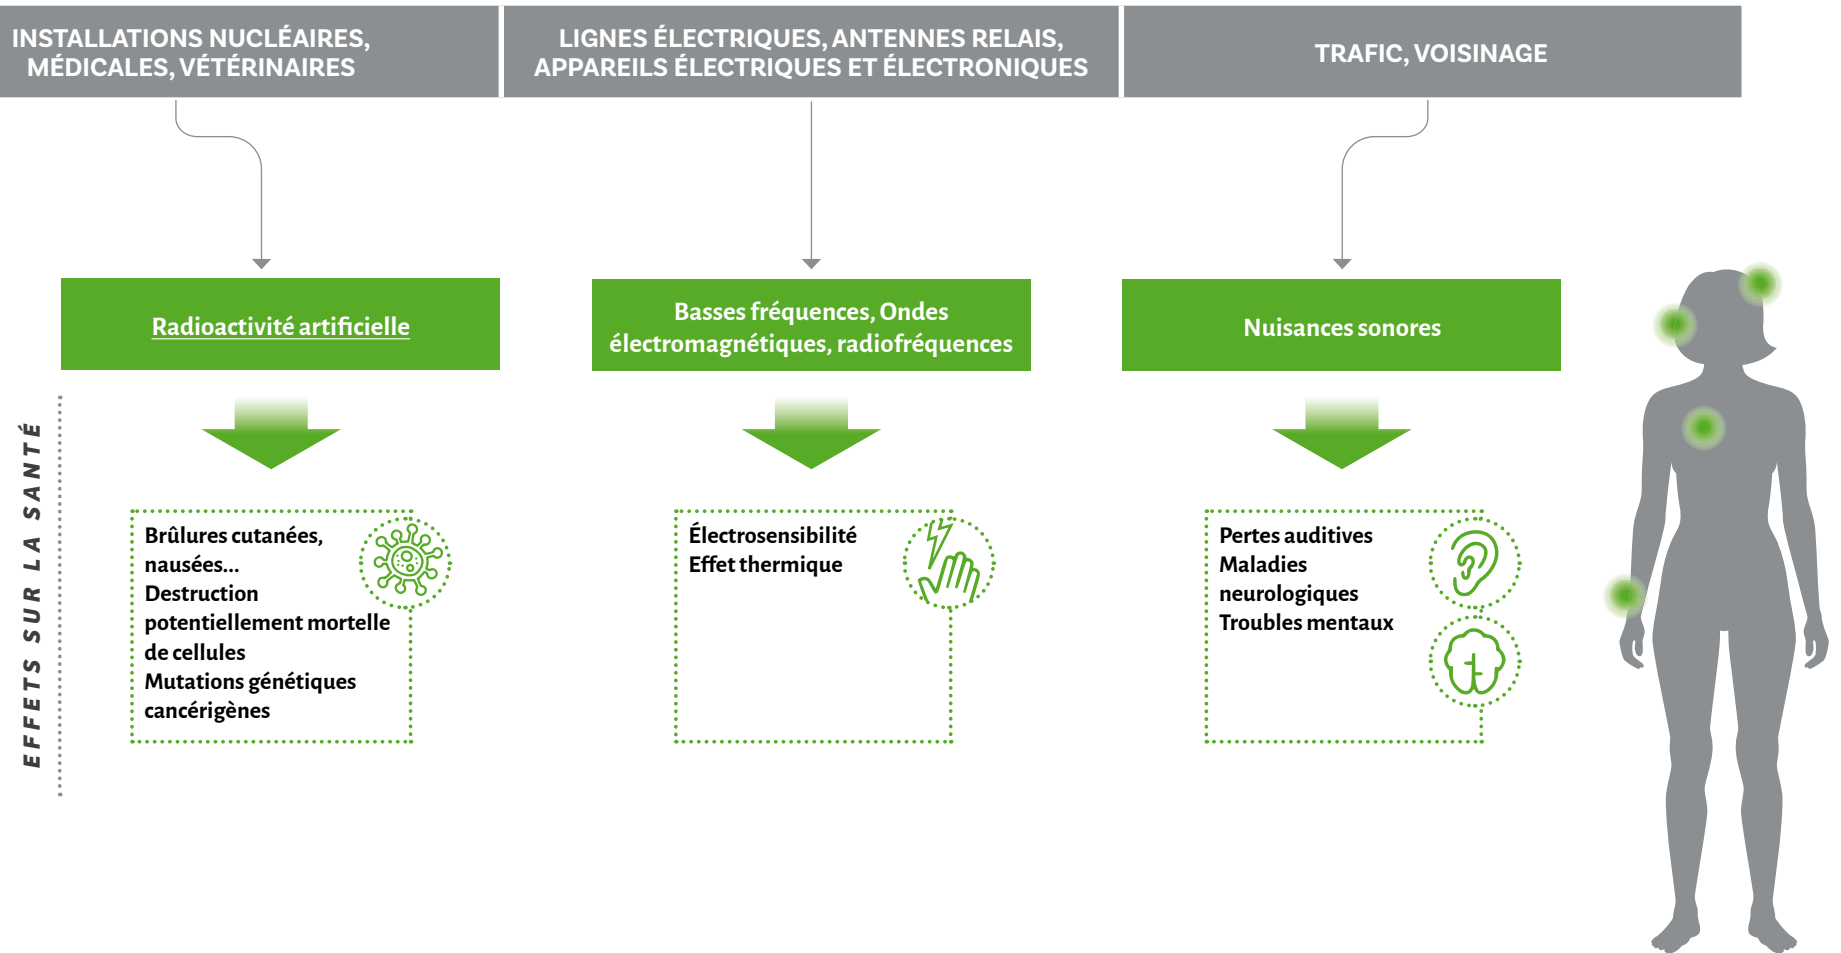 INSTALLATIONS NUCLÉAIRES,
MÉDICALES, VÉTÉRINAIRES
LIGNES ÉLECTRIQUES, ANTENNES RELAIS,
APPAREILS ÉLECTRIQUES ET ÉLECTRONIQUES
TRAFIC, VOISINAGE
Radioactivité artificielle
Basses fréquences, Ondes
électromagnétiques, radiofréquences
Nuisances sonores
EFFETS SUR LA SANTÉ
Brûlures cutanées,
nausées...
Destruction
potentiellement mortelle
de cellules
Mutations génétiques
cancérigènes
Électrosensibilité
Effet thermique
Pertes auditives
Maladies
neurologiques
Troubles mentaux